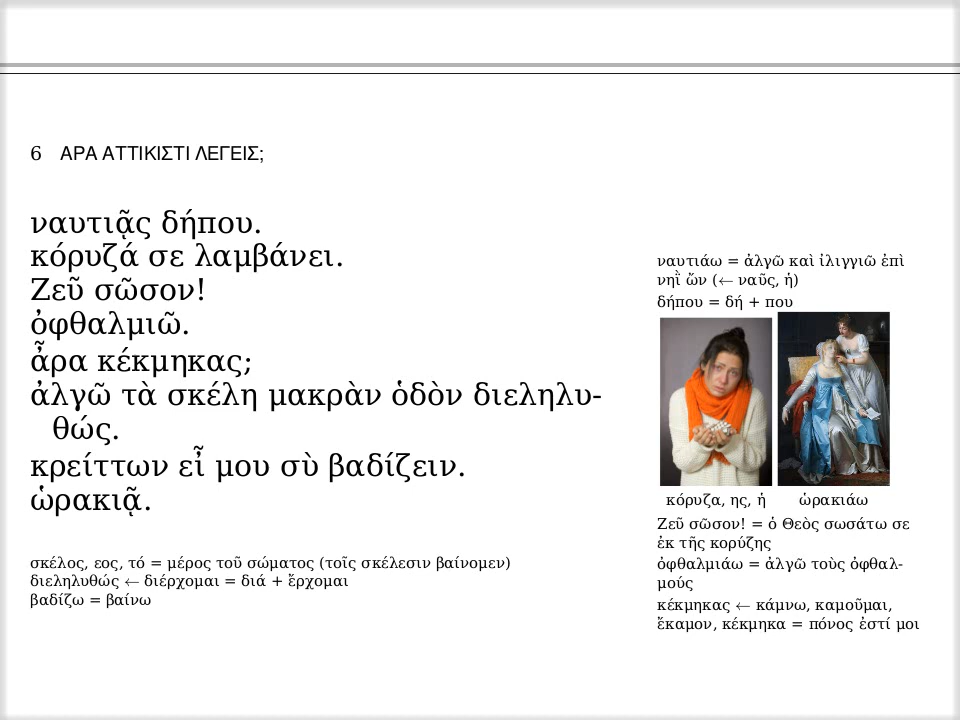 6 ΑΡΑ ΑΤΤΙΚΙΣΤΙ ΛΕΓΕΙΣ;
ναυτιᾷς δήπου.
κόρυζά σε λαμβάνει.
Ζεῦ σῶσον!
ὀφθαλμιῶ.
ἆρα κέκμηκας;
ἀλγῶ τὰ σκέλη μακρὰν ὁδὸν διεληλυ-
θώς.
κρείττων εἶ μου σὺ βαδίζειν.
ὠρακιᾷ.
σκέλος, εος, τό = μέρος τοῦ σώματος (τοῖς σκέλεσιν βαίνομεν)
διεληλυθώς ← διέρχομαι = διά + ἔρχομαι
βαδίζω = βαίνω
ναυτιάω = ἀλγῶ καὶ ἰλιγγιῶ ἐπὶ
νηῒ ὤν (← ναῦς, ἡ)
δήπου = δή + που
κόρυζα, ης, ἡ
ὠρακιάω
Ζεῦ σῶσον! = ὁ Θεὸς σωσάτω σε
ἐκ τῆς κορύζης
ὀφθαλμιάω = ἀλγῶ τοὺς ὀφθαλ-
μούς
κέκμηκας ← κάμνω, καμοῦμαι,
ἔκαμον, κέκμηκα = πόνος ἐστί μοι